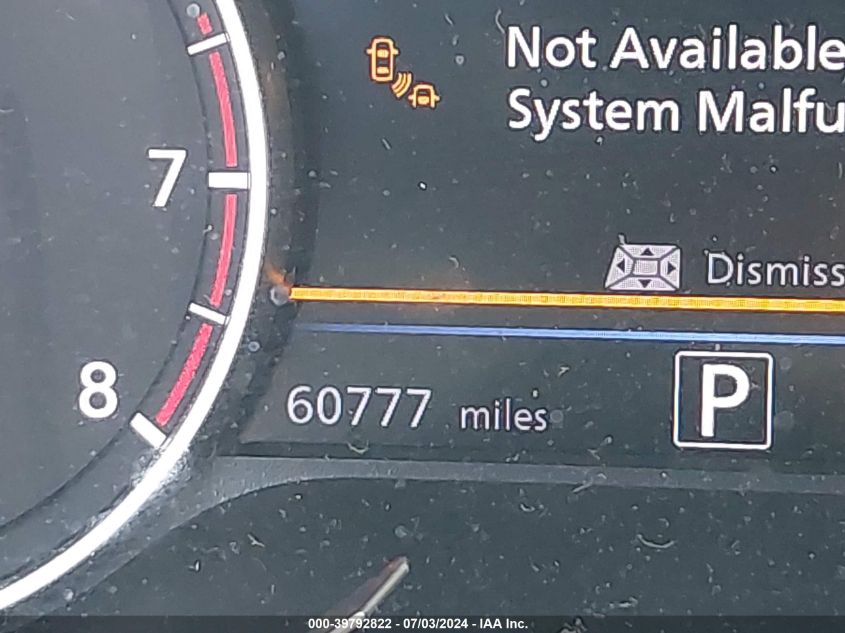 Not Available
System Malfu
7
Dismiss
8
60777 miles
P
000-39792822 - 07/03/2024 - IAA Inc.